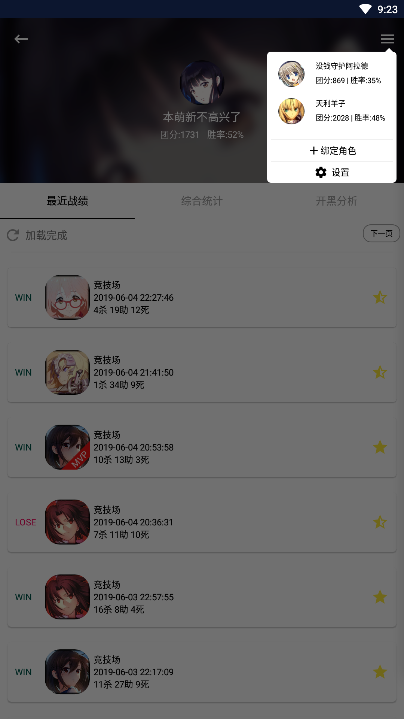 9:23
没钱守护阿拉德
团分:869 | 胜率:35%
天利羊子
团分:2028 | 胜率:48%
绑定角色
设置
本萌新不高兴了
团分:1731 胜率:52%
最近战绩 综合统计 开黑分析
加载完成 下一页
竞技场
WIN 2019-06-04 22:27:46
4杀 19助 12死
竞技场
WIN 2019-06-04 21:41:50
1杀 34助 9死
竞技场
WIN 2019-06-04 20:53:58
10杀 13助 3死
MVP
竞技场
LOSE 2019-06-04 20:36:31
7杀 11助 10死
竞技场
WIN 2019-06-03 22:57:55
16杀 8助 4死
竞技场
WIN 2019-06-03 22:17:09
11杀 27助 9死